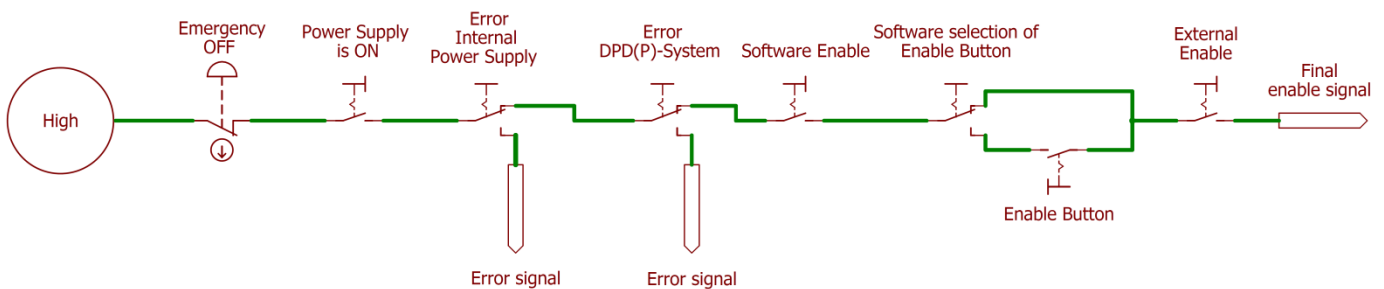 Emergency
OFF
Power Supply
is ON
Error
Internal
Power Supply
Error
DPD(P)-System
Software Enable
Software selection of
Enable Button
External
Enable
Final
enable signal
High
Enable Button
Error signal
Error signal